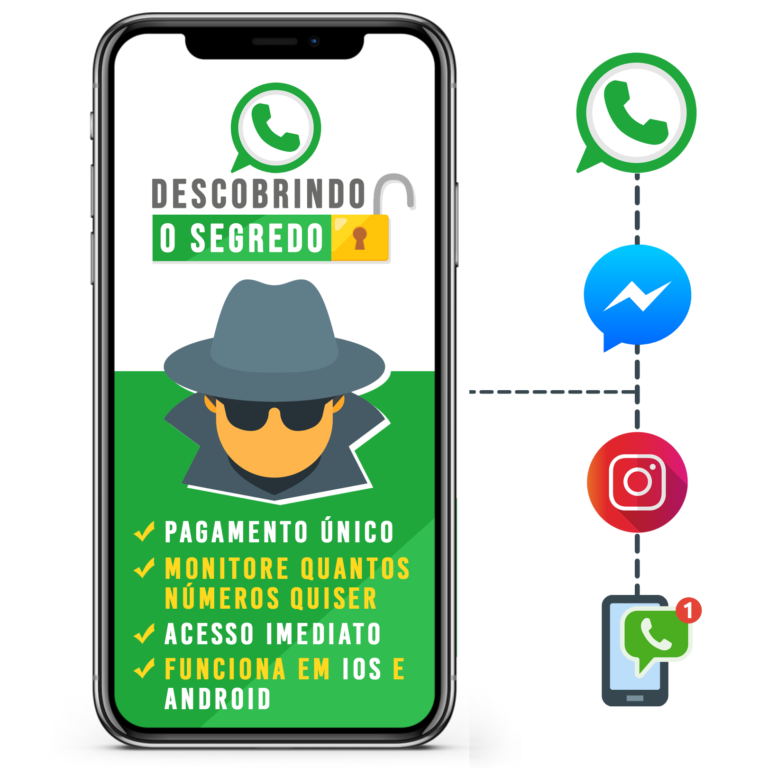 DESCOBRINDO
O SEGREDO
PAGAMENTO ÚNICO
MONITORE QUANTOS
NÚMEROS QUISER
ACESSO IMEDIATO
FUNCIONA EM IOS E
ANDROID
1